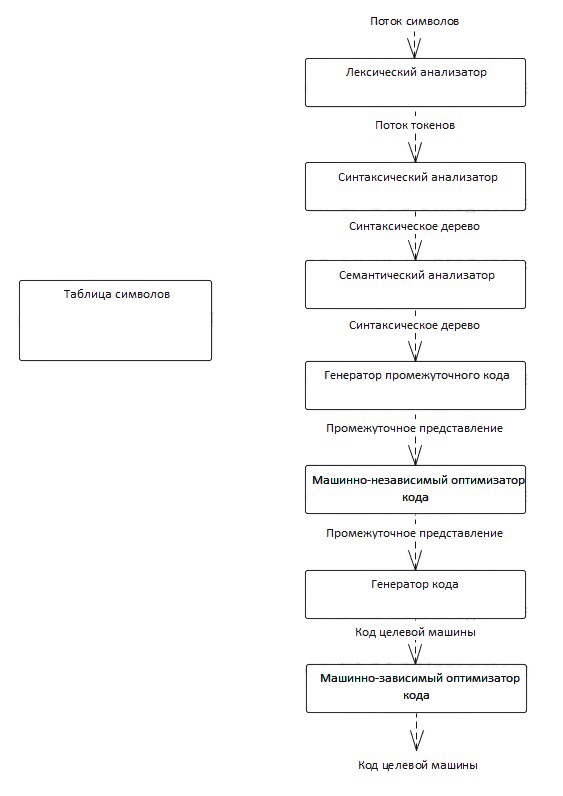 Поток символов
Лексический анализатор
Поток токенов
Синтаксический анализатор
Синтаксическое дерево
Семантический анализатор
Таблица символов
Синтаксическое дерево
Генератор промежуточного кода
Промежуточное представление
Машинно-независимый оптимизатор
кода
Промежуточное представление
Генератор кода
Код целевой машины
Машинно-зависимый оптимизатор
кода
Код целевой машины